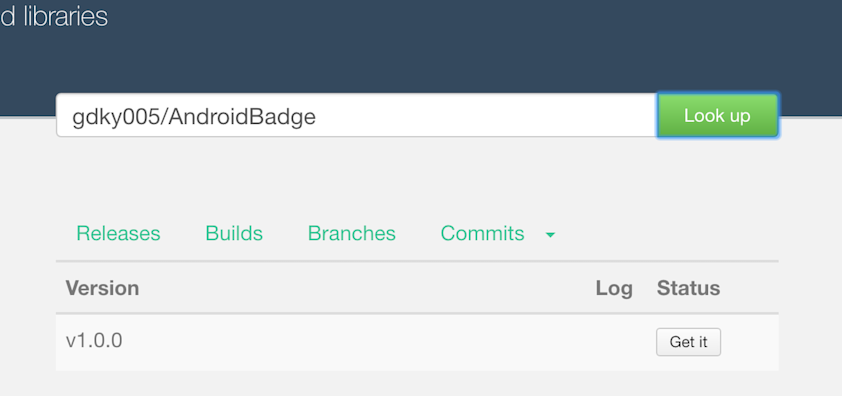 d libraries
gdky005/AndroidBadge
Look up
Releases Builds Branches Commits
Version Log Status
v1.0.0 Get it